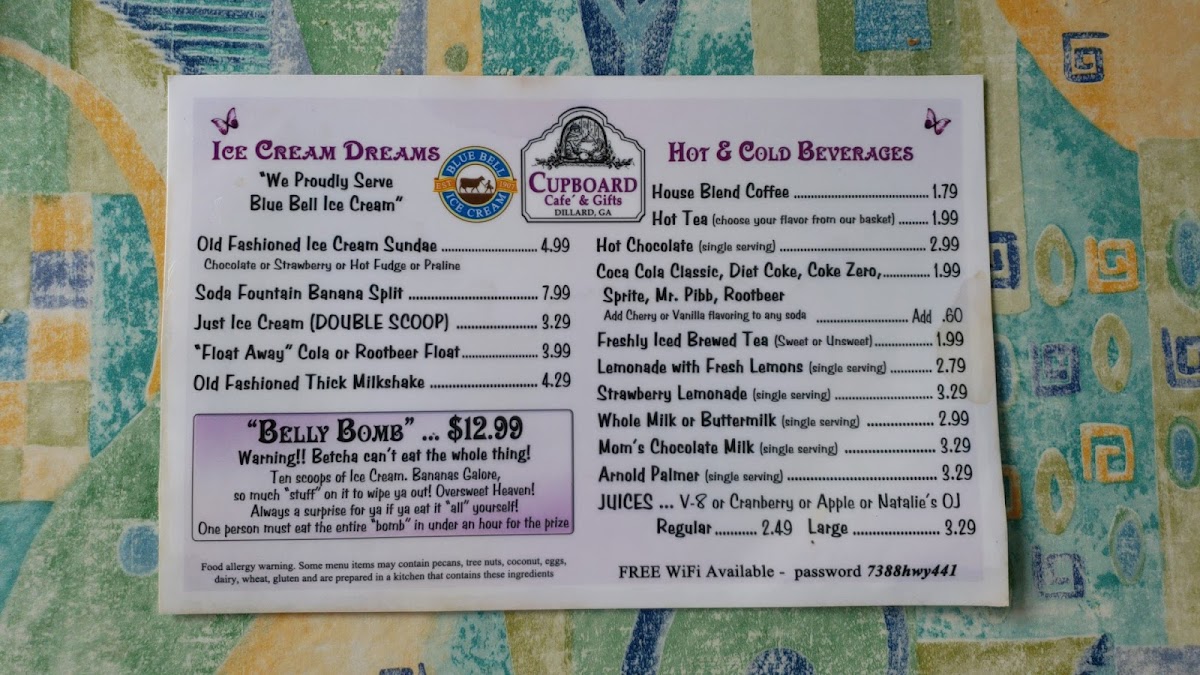 ICE CREAM DREAMS
"We Proudly Serve
Blue Bell Ice Cream"
BLUE BELL
EST. 1907
ICE CREAM
CUPBOARD
Cafe' & Gifts
DILLARD, GA
Old Fashioned Ice Cream Sundae ........................ 4.99
Chocolate or Strawberry or Hot Fudge or Praline
Soda Fountain Banana Split ................................ 7.99
Just Ice Cream (DOUBLE SCOOP) .................... 3.29
"Float Away" Cola or Rootbeer Float.................... 3.99
Old Fashioned Thick Milkshake ........................... 4.29
"BELLY BOMB" ... $12.99
Warning!! Betcha can't eat the whole thing!
Ten scoops of Ice Cream. Bananas Galore,
so much "stuff" on it to wipe ya out! Oversweet Heaven!
Always a surprise for ya if ya eat it "all" yourself!
One person must eat the entire "bomb" in under an hour for the prize
Food allergy warning. Some menu items may contain pecans, tree nuts, coconut, eggs,
dairy, wheat, gluten and are prepared in a kitchen that contains these ingredients
HOT & COLD BEVERAGES
House Blend Coffee .................................. 1.79
Hot Tea (choose your flavor from our basket) ........ 1.99
Hot Chocolate (single serving) ..................................... 2.99
Coca Cola Classic, Diet Coke, Coke Zero,............ 1.99
Sprite, Mr. Pibb, Rootbeer
Add Cherry or Vanilla flavoring to any soda ........................ Add .60
Freshly Iced Brewed Tea (Sweet or Unsweet)............... 1.99
Lemonade with Fresh Lemons (single serving) ............ 2.79
Strawberry Lemonade (single serving) ......................... 3.29
Whole Milk or Buttermilk (single serving) ................. 2.99
Mom's Chocolate Milk (single serving) ....................... 3.29
Arnold Palmer (single serving) ...................................... 3.29
JUICES ... V-8 or Cranberry or Apple or Natalie's OJ
Regular ........... 2.49 Large ...................... 3.29
FREE WiFi Available - password 7388hwy441